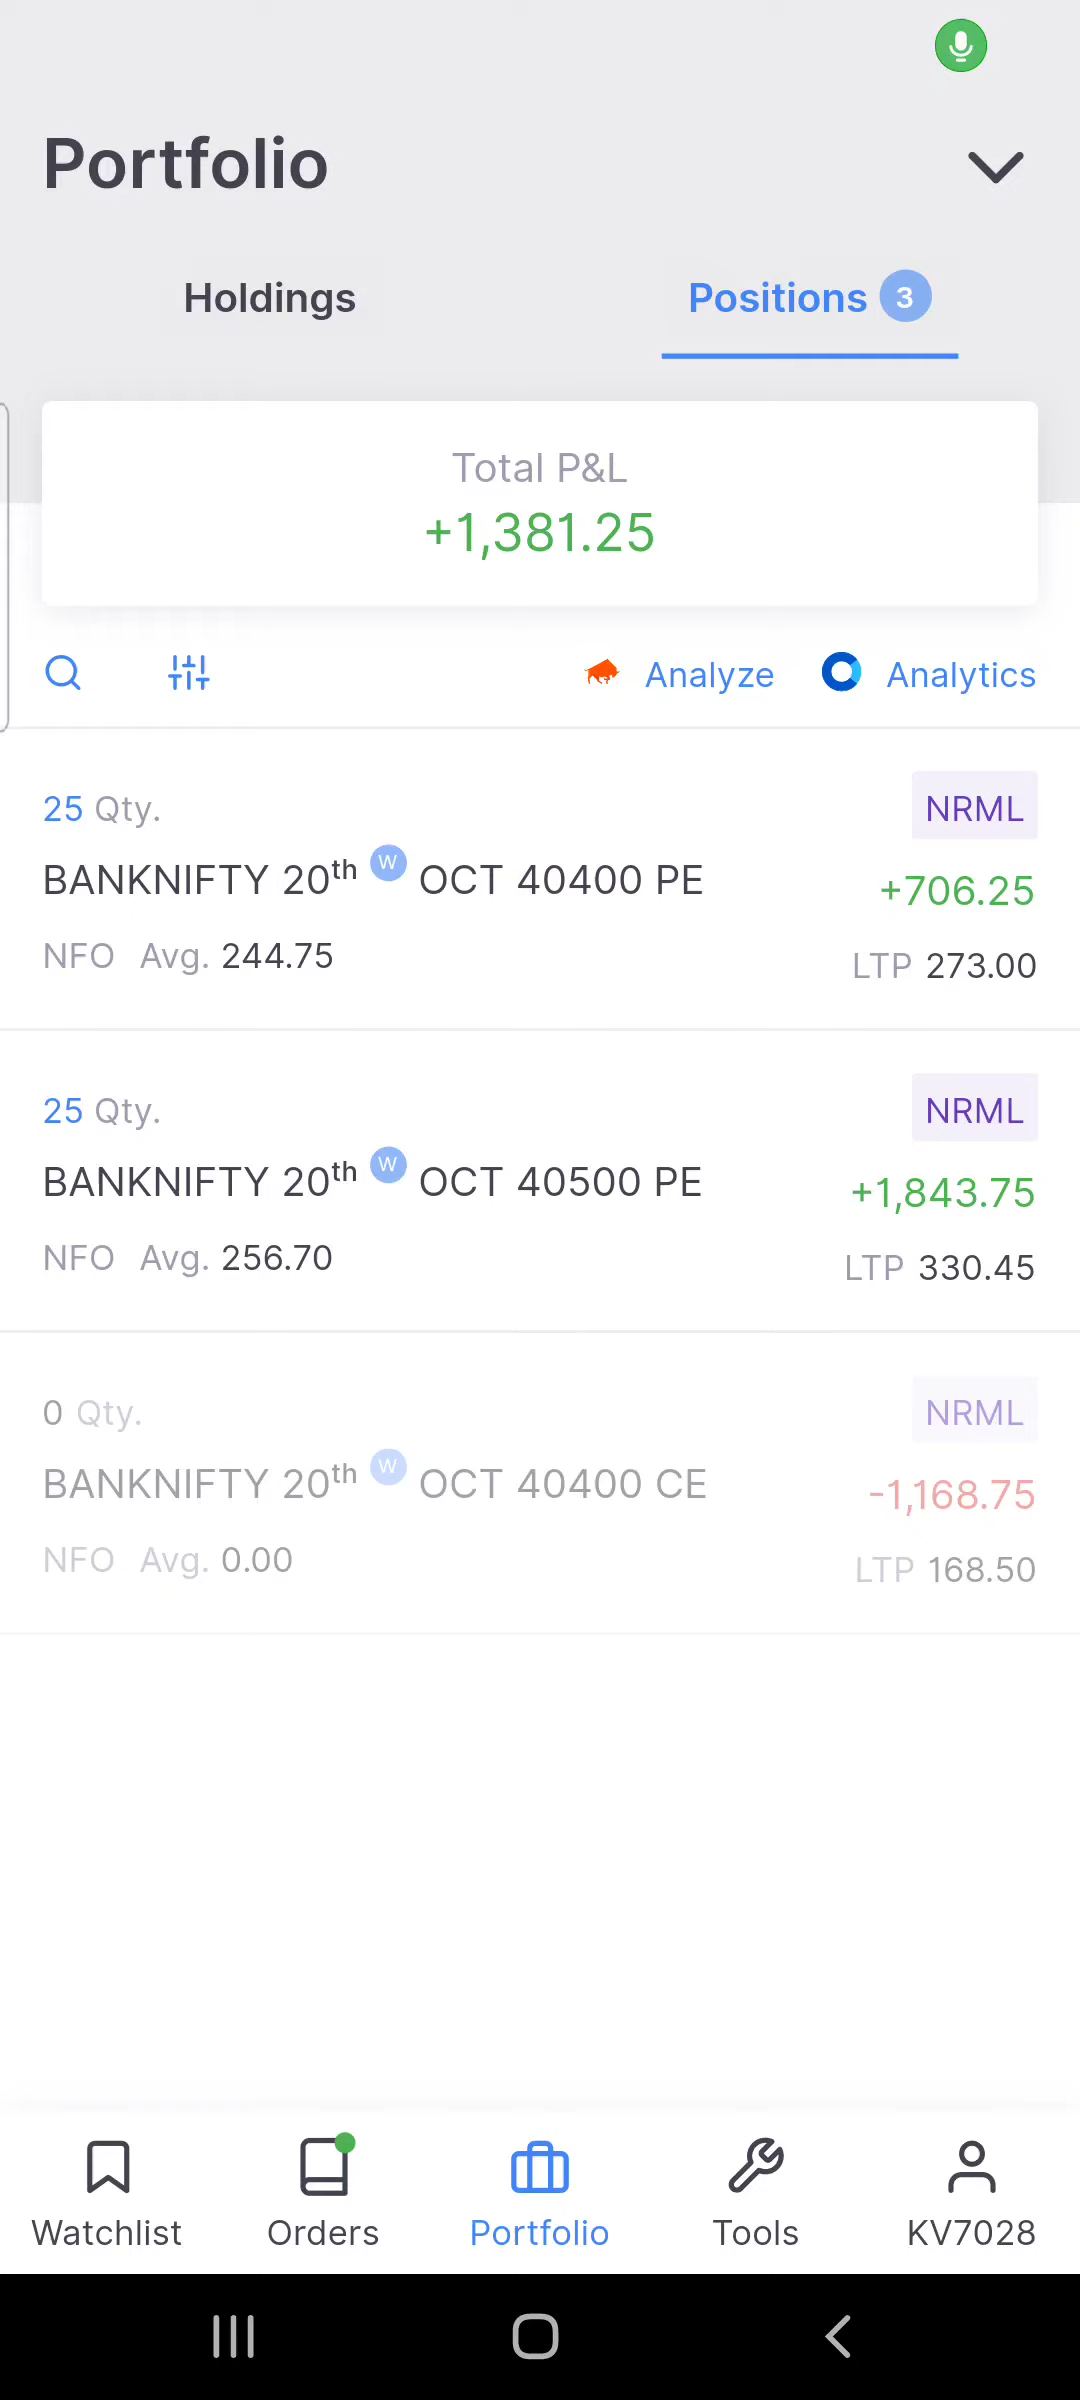 Portfolio
Holdings
Positions 3
Total P&L
+1,381.25
Analyze Analytics
25 Qty. NRML
BANKNIFTY 20th W OCT 40400 PE +706.25
NFO Avg. 244.75 LTP 273.00
25 Qty. NRML
BANKNIFTY 20th W OCT 40500 PE +1,843.75
NFO Avg. 256.70 LTP 330.45
0 Qty. NRML
BANKNIFTY 20th W OCT 40400 CE -1,168.75
NFO Avg. 0.00 LTP 168.50
Watchlist Orders Portfolio Tools KV7028